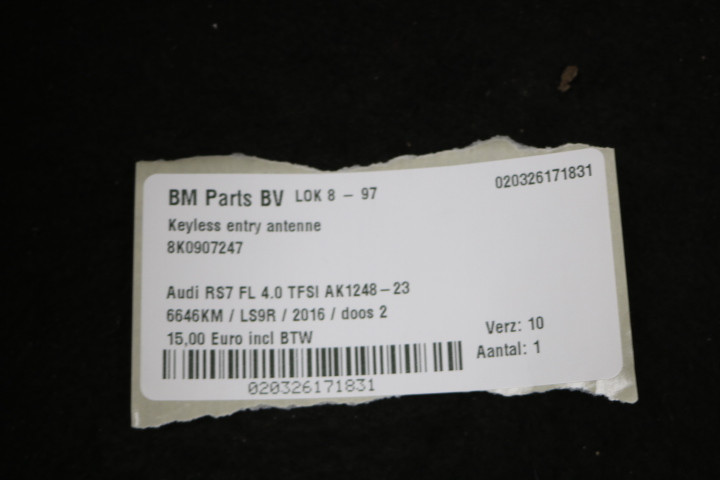 BM Parts BV LOK 8 - 97
020326171831
Keyless entry antenne
8K0907247
Audi RS7 FL 4.0 TFSI AK1248-23
6646KM / LS9R / 2016 / doos 2
15,00 Euro incl BTW
Verz: 10
Aantal: 1
020326171831